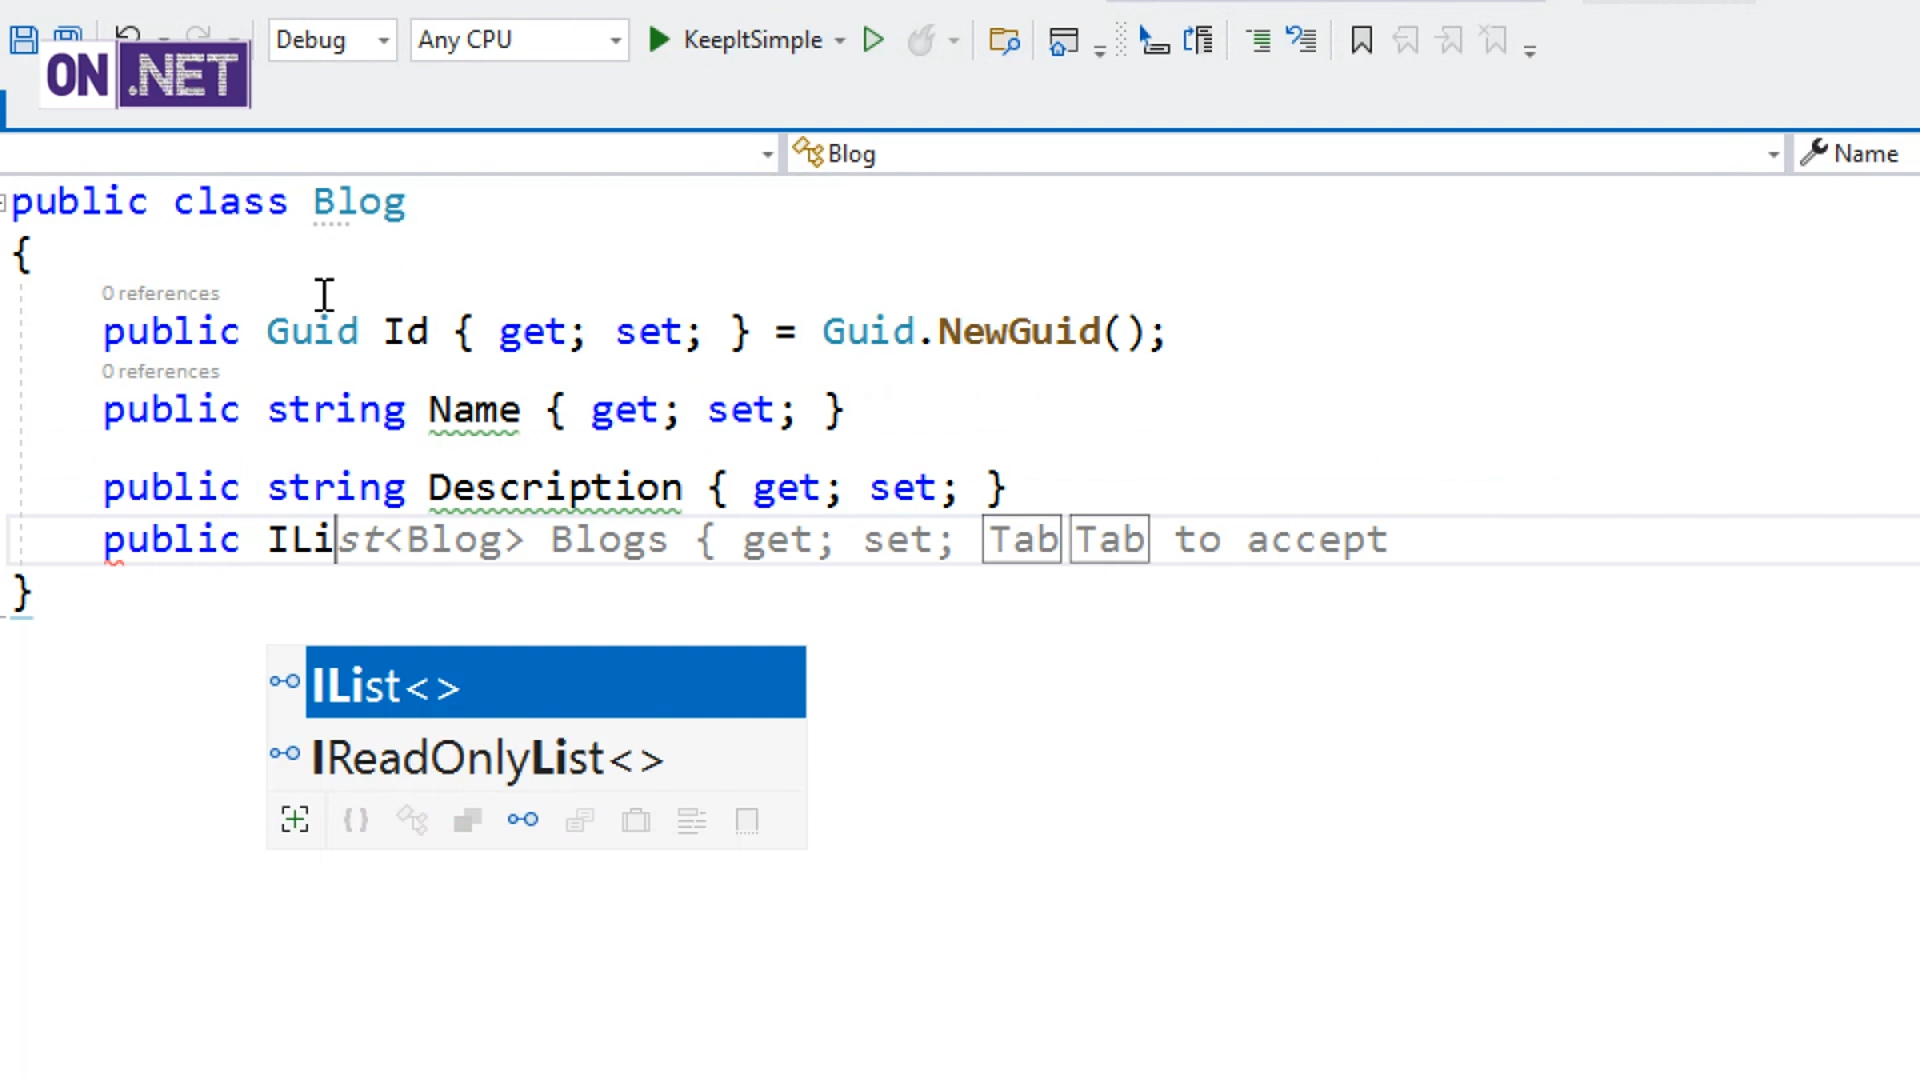 Debug
Any CPU
KeepItSimple
ON .NET
Blog
Name
public class Blog
{
0 references
public Guid Id { get; set; } = Guid.NewGuid();
0 references
public string Name { get; set; }
public string Description { get; set; }
public IList<Blog> Blogs { get; set; Tab Tab to accept
}
IList<>
IReadOnlyList<>